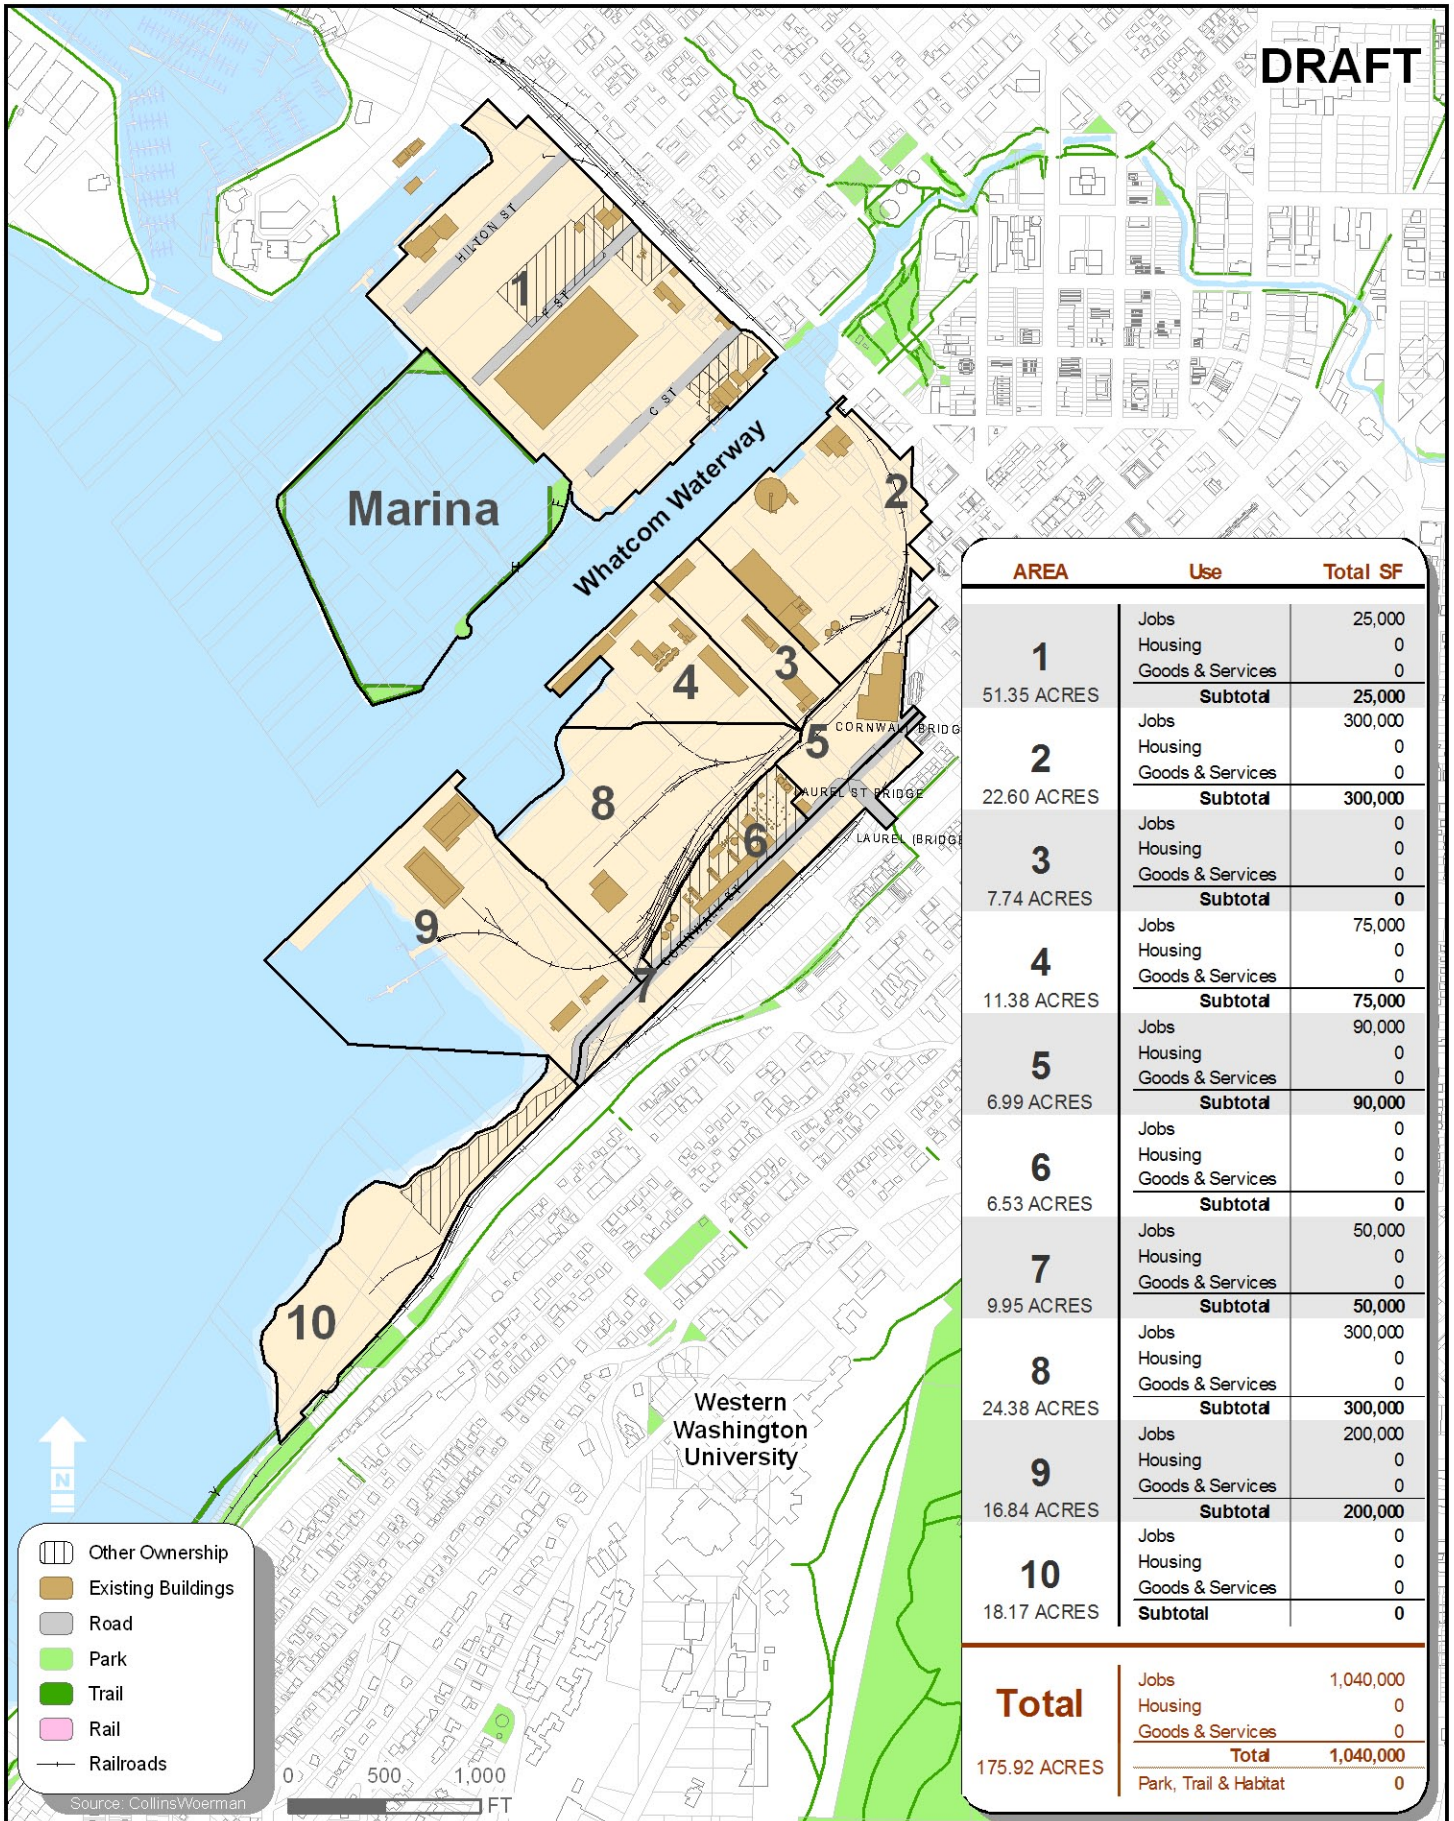 DRAFT
HILTON ST
1
F ST
C ST
Marina
Whatcom Waterway
2
3
4
5
CORNWALL BRIDG
LAUREL ST BRIDGE
LAUREL (BRIDGE
6
8
CORNWALL ST
9
7
10
Western
Washington
University
N
AREA Use Total SF
1
51.35 ACRES
Jobs 25,000
Housing 0
Goods & Services 0
Subtotal 25,000
2
22.60 ACRES
Jobs 300,000
Housing 0
Goods & Services 0
Subtotal 300,000
3
7.74 ACRES
Jobs 0
Housing 0
Goods & Services 0
Subtotal 0
4
11.38 ACRES
Jobs 75,000
Housing 0
Goods & Services 0
Subtotal 75,000
5
6.99 ACRES
Jobs 90,000
Housing 0
Goods & Services 0
Subtotal 90,000
6
6.53 ACRES
Jobs 0
Housing 0
Goods & Services 0
Subtotal 0
7
9.95 ACRES
Jobs 50,000
Housing 0
Goods & Services 0
Subtotal 50,000
8
24.38 ACRES
Jobs 300,000
Housing 0
Goods & Services 0
Subtotal 300,000
9
16.84 ACRES
Jobs 200,000
Housing 0
Goods & Services 0
Subtotal 200,000
10
18.17 ACRES
Jobs 0
Housing 0
Goods & Services 0
Subtotal 0
Total
175.92 ACRES
Jobs 1,040,000
Housing 0
Goods & Services 0
Total 1,040,000
Park, Trail & Habitat 0
Other Ownership
Existing Buildings
Road
Park
Trail
Rail
Railroads
Source: CollinsWoerman
0 500 1,000
FT